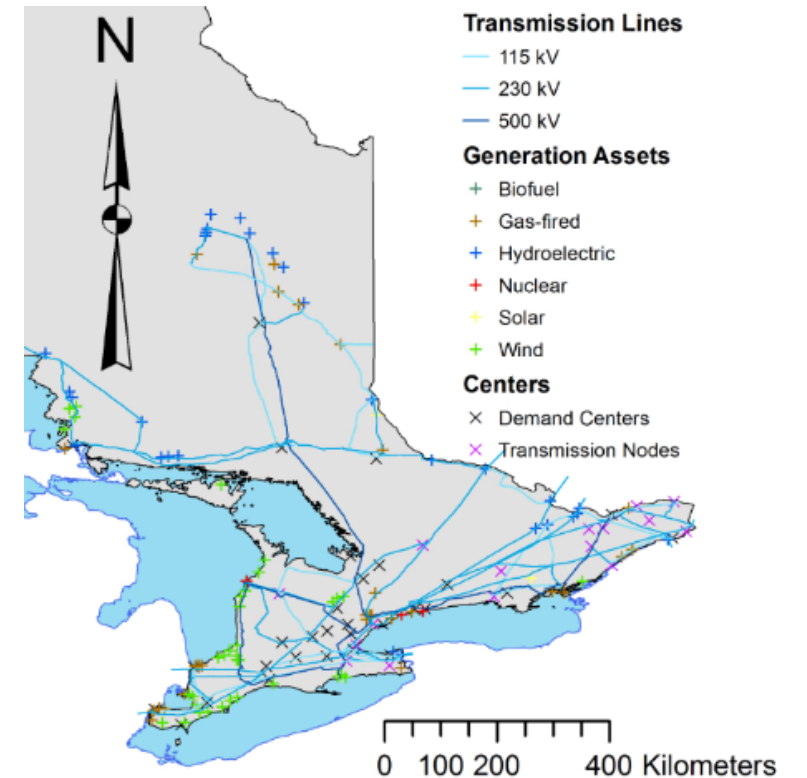 N
Transmission Lines
115 kV
230 kV
500 kV
Generation Assets
Biofuel
Gas-fired
Hydroelectric
Nuclear
Solar
Wind
Centers
Demand Centers
Transmission Nodes
0 100 200 400 Kilometers